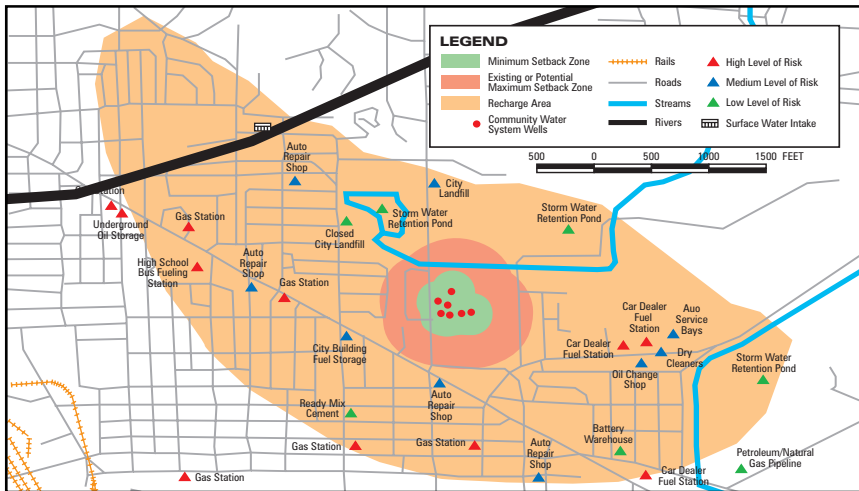 LEGEND
Minimum Setback Zone
Existing or Potential
Maximum Setback Zone
Recharge Area
Community Water
System Wells
Rails
Roads
Streams
Rivers
High Level of Risk
Medium Level of Risk
Low Level of Risk
Surface Water Intake
500 0 500 1000 1500 FEET
Auto
Repair
Shop
City
Landfill
Station
Underground
Oil Storage
Gas Station
Storm Water
Retention Pond
Closed
City Landfill
Storm Water
Retention Pond
High School
Bus Fueling
Station
Auto
Repair
Shop
Gas Station
City Building
Fuel Storage
Car Dealer
Fuel
Station
Auo
Service
Bays
Car Dealer
Fuel Station
Dry
Cleaners
Oil Change
Shop
Storm Water
Retention Pond
Auto
Repair
Shop
Ready Mix
Cement
Gas Station
Gas Station
Auto
Repair
Shop
Battery
Warehouse
Petroleum/Natural
Gas Pipeline
Car Dealer
Fuel Station
Gas Station